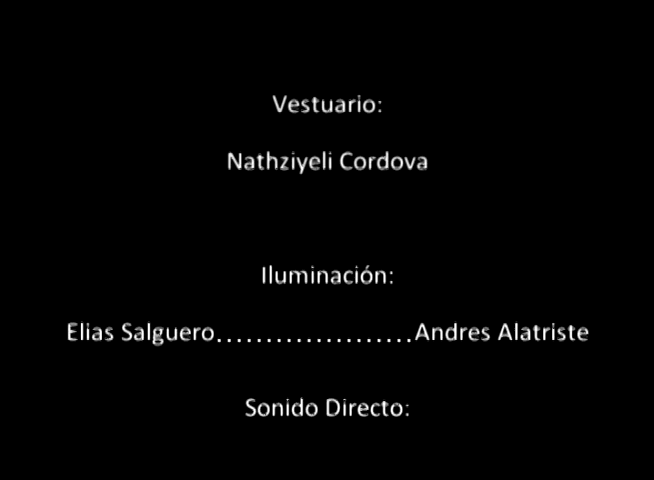 Vestuario:
Nathziyeli Cordova
Iluminación:
Elias Salguero....................Andres Alatriste
Sonido Directo: